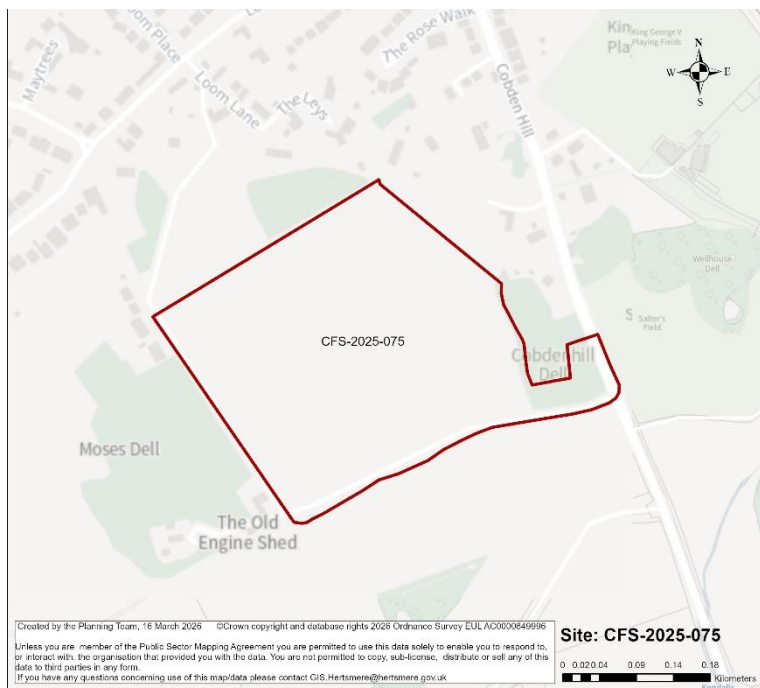 Maytrees
Loom Place
Loom Lane
The Leys
The Rose Walk
Cobden Hill
King George V
Playing Fields
N
W E
S
Wellhouse
Dell
Salter's
Field
CFS-2025-075
Cobdenhill
Dell
Moses Dell
The Old
Engine Shed
Created by the Planning Team, 16 March 2026 ©Crown copyright and database rights 2026 Ordnance Survey EUL AC0000849996
Unless you are member of the Public Sector Mapping Agreement you are permitted to use this data solely to enable you to respond to,
or interact with, the organisation that provided you with the data. You are not permitted to copy, sub-license, distribute or sell any of this
data to third parties in any form.
If you have any questions concerning use of this map/data please contact GIS.Hertsmere@hertsmere.gov.uk
Site: CFS-2025-075
0 0.02 0.04 0.09 0.14 0.18
Kilometers